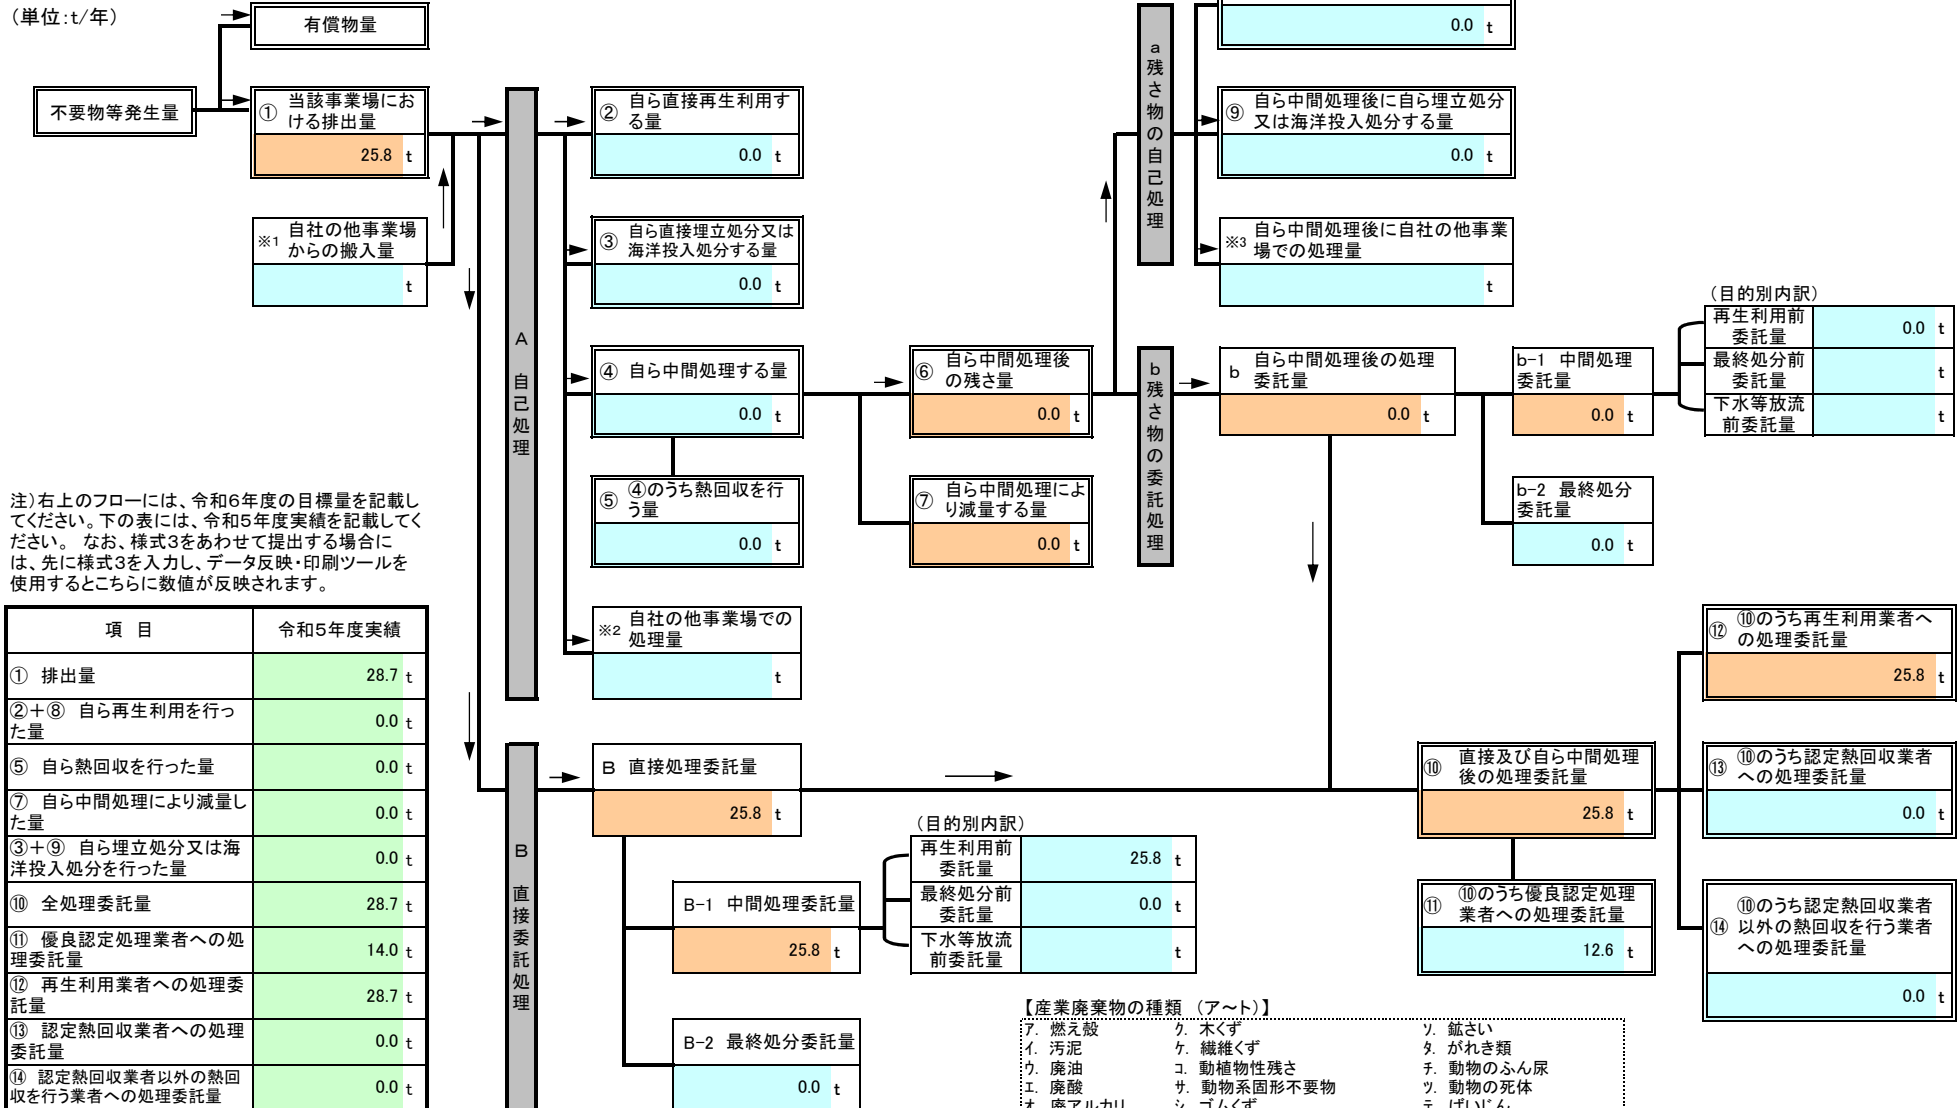 (単位:t/年)
有償物量
不要物等発生量
① 当該事業場にお
ける排出量
25.8 t
※1 自社の他事業場
からの搬入量
t
A 自己処理
② 自ら直接再生利用す
る量
0.0 t
③ 自ら直接埋立処分又は
海洋投入処分する量
0.0 t
④ 自ら中間処理する量
0.0 t
⑤ ④のうち熱回収を行
う量
0.0 t
※2 自社の他事業場での
処理量
t
⑥ 自ら中間処理後
の残さ量
0.0 t
⑦ 自ら中間処理によ
り減量する量
0.0 t
a残さ物の自己処理
0.0 t
⑨ 自ら中間処理後に自ら埋立処分
又は海洋投入処分する量
0.0 t
※3 自ら中間処理後に自社の他事業
場での処理量
t
b残さ物の委託処理
b 自ら中間処理後の処理
委託量
0.0 t
b-1 中間処理
委託量
0.0 t
b-2 最終処分
委託量
0.0 t
(目的別内訳)
再生利用前
委託量
0.0 t
最終処分前
委託量
t
下水等放流
前委託量
t
注)右上のフローには、令和6年度の目標量を記載し
てください。下の表には、令和5年度実績を記載してく
ださい。 なお、様式3をあわせて提出する場合に
は、先に様式3を入力し、データ反映・印刷ツールを
使用するとこちらに数値が反映されます。
項 目 令和5年度実績
① 排出量 28.7 t
②+⑧ 自ら再生利用を行っ
た量 0.0 t
⑤ 自ら熱回収を行った量 0.0 t
⑦ 自ら中間処理により減量し
た量 0.0 t
③+⑨ 自ら埋立処分又は海
洋投入処分を行った量 0.0 t
⑩ 全処理委託量 28.7 t
⑪ 優良認定処理業者への処
理委託量 14.0 t
⑫ 再生利用業者への処理委
託量 28.7 t
⑬ 認定熱回収業者への処理
委託量 0.0 t
⑭ 認定熱回収業者以外の熱回
収を行う業者への処理委託量 0.0 t
B 直接委託処理
B 直接処理委託量
25.8 t
B-1 中間処理委託量
25.8 t
B-2 最終処分委託量
0.0 t
(目的別内訳)
再生利用前
委託量
25.8 t
最終処分前
委託量
0.0 t
下水等放流
前委託量
t
⑩ 直接及び自ら中間処理
後の処理委託量
25.8 t
⑪ ⑩のうち優良認定処理
業者への処理委託量
12.6 t
⑫ ⑩のうち再生利用業者へ
の処理委託量
25.8 t
⑬ ⑩のうち認定熱回収業者
への処理委託量
0.0 t
⑭ ⑩のうち認定熱回収業者
以外の熱回収を行う業者
への処理委託量
0.0 t
【産業廃棄物の種類 (ア~ト)】
ア. 燃え殻 ク. 木くず ソ. 鉱さい
イ. 汚泥 ケ. 繊維くず タ. がれき類
ウ. 廃油 コ. 動植物性残さ チ. 動物のふん尿
エ. 廃酸 サ. 動物系固形不要物 ツ. 動物の死体
オ. 廃アルカリ シ. ゴムくず テ. ばいじん